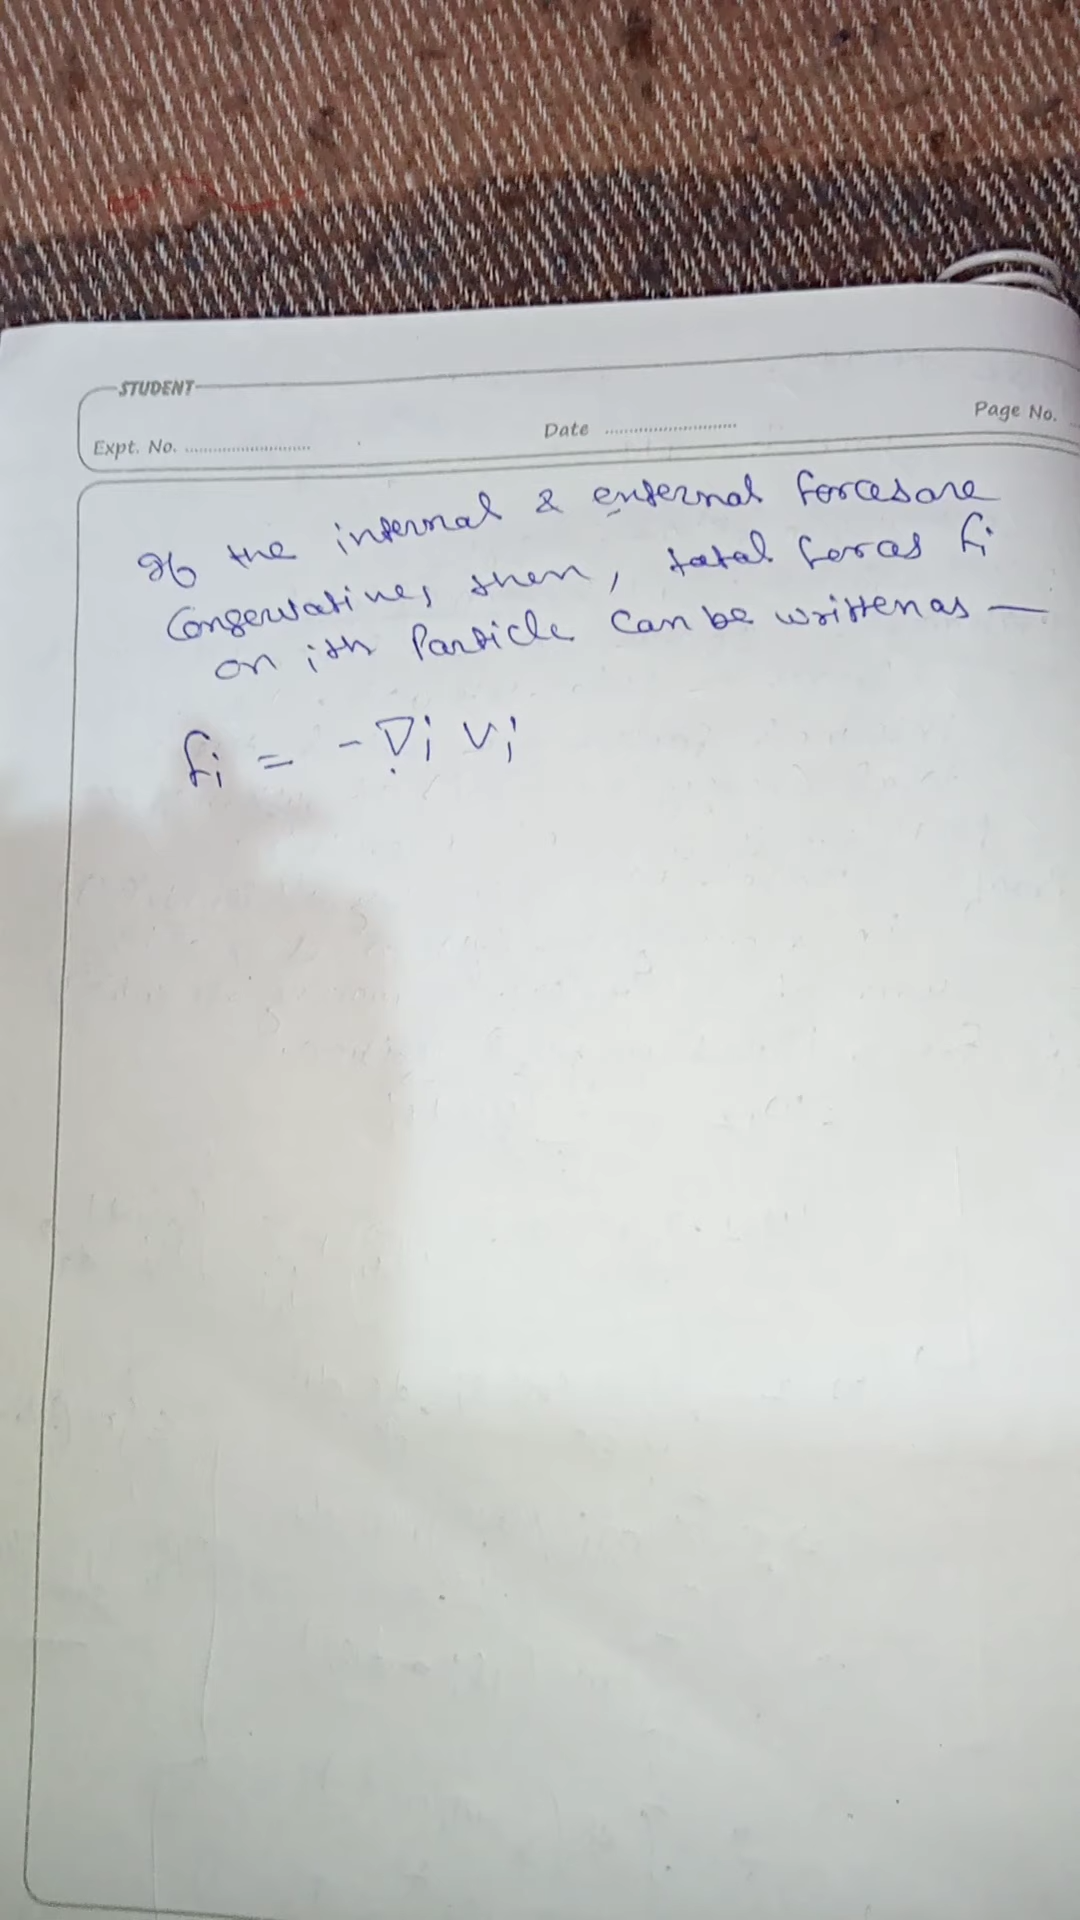 STUDENT
Expt. No. ........................
Date ........................
Page No.
If the internal & external forces are
Conservative, then, total forces fi
on ith Particle Can be written as —
fi = -∇i Vi